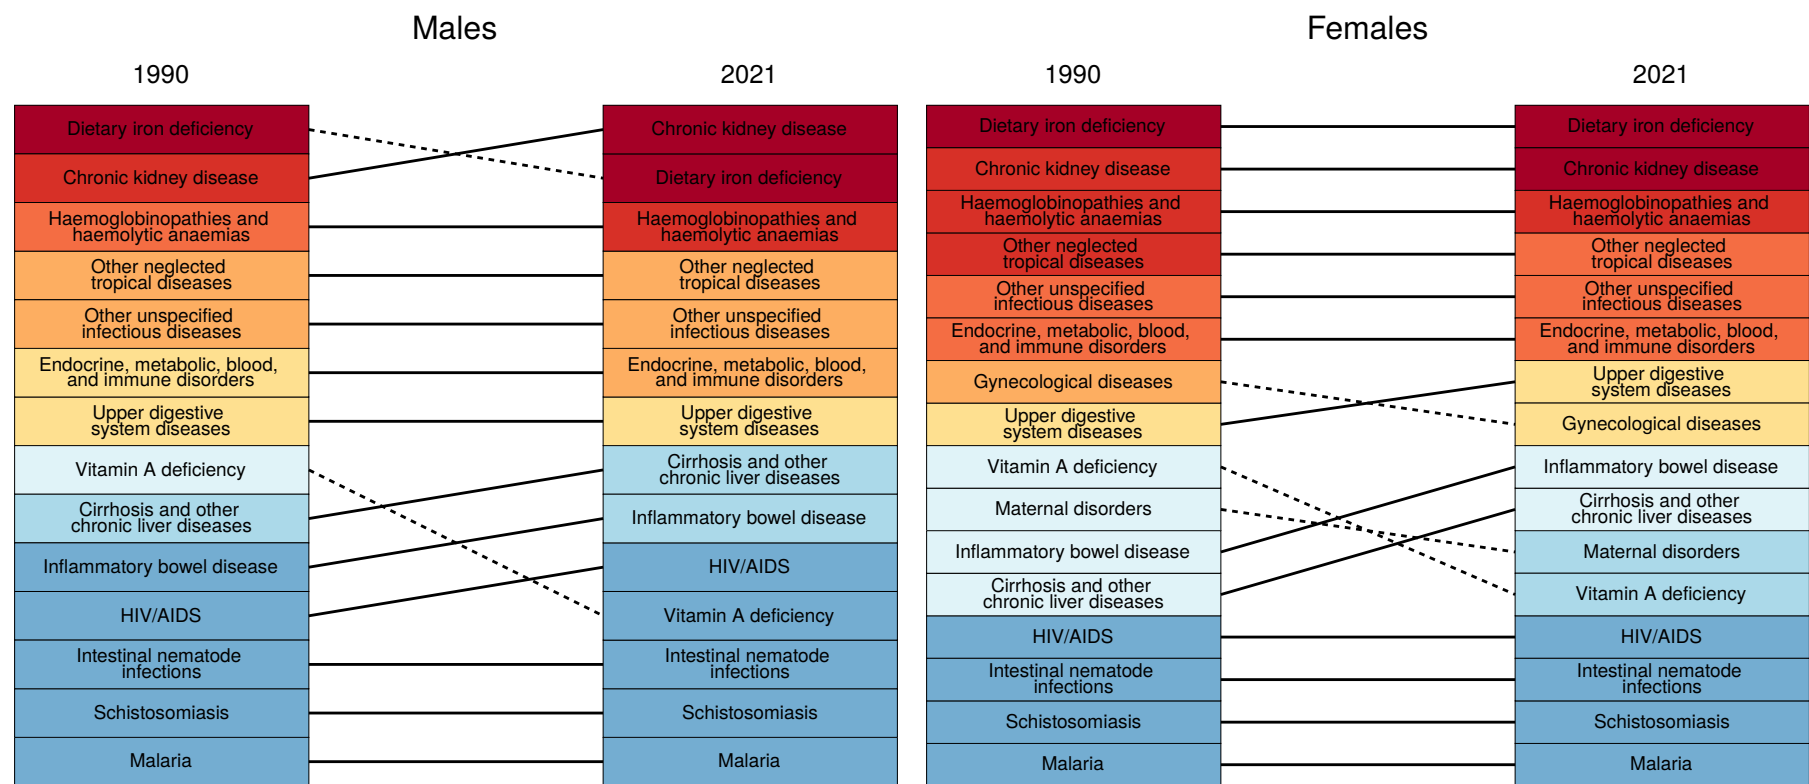 Males
1990
2021
Dietary iron deficiency
Chronic kidney disease
Haemoglobinopathies and
haemolytic anaemias
Other neglected
tropical diseases
Other unspecified
infectious diseases
Endocrine, metabolic, blood,
and immune disorders
Upper digestive
system diseases
Vitamin A deficiency
Cirrhosis and other
chronic liver diseases
Inflammatory bowel disease
HIV/AIDS
Intestinal nematode
infections
Schistosomiasis
Malaria
Chronic kidney disease
Dietary iron deficiency
Haemoglobinopathies and
haemolytic anaemias
Other neglected
tropical diseases
Other unspecified
infectious diseases
Endocrine, metabolic, blood,
and immune disorders
Upper digestive
system diseases
Cirrhosis and other
chronic liver diseases
Inflammatory bowel disease
HIV/AIDS
Vitamin A deficiency
Intestinal nematode
infections
Schistosomiasis
Malaria
Females
1990
2021
Dietary iron deficiency
Chronic kidney disease
Haemoglobinopathies and
haemolytic anaemias
Other neglected
tropical diseases
Other unspecified
infectious diseases
Endocrine, metabolic, blood,
and immune disorders
Gynecological diseases
Upper digestive
system diseases
Vitamin A deficiency
Maternal disorders
Inflammatory bowel disease
Cirrhosis and other
chronic liver diseases
HIV/AIDS
Intestinal nematode
infections
Schistosomiasis
Malaria
Dietary iron deficiency
Chronic kidney disease
Haemoglobinopathies and
haemolytic anaemias
Other neglected
tropical diseases
Other unspecified
infectious diseases
Endocrine, metabolic, blood,
and immune disorders
Upper digestive
system diseases
Gynecological diseases
Inflammatory bowel disease
Cirrhosis and other
chronic liver diseases
Maternal disorders
Vitamin A deficiency
HIV/AIDS
Intestinal nematode
infections
Schistosomiasis
Malaria